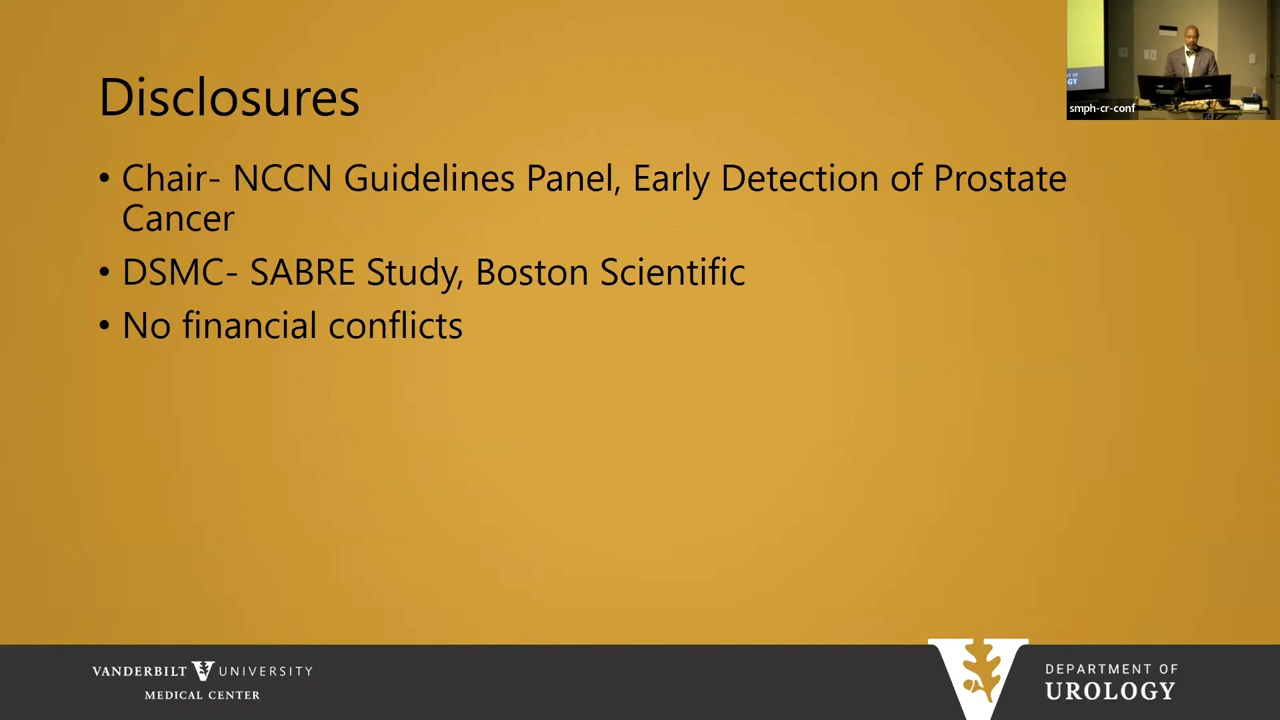 Disclosures
• Chair- NCCN Guidelines Panel, Early Detection of Prostate
Cancer
• DSMC- SABRE Study, Boston Scientific
• No financial conflicts
smph-cr-conf
VANDERBILT V UNIVERSITY
MEDICAL CENTER
DEPARTMENT OF
UROLOGY